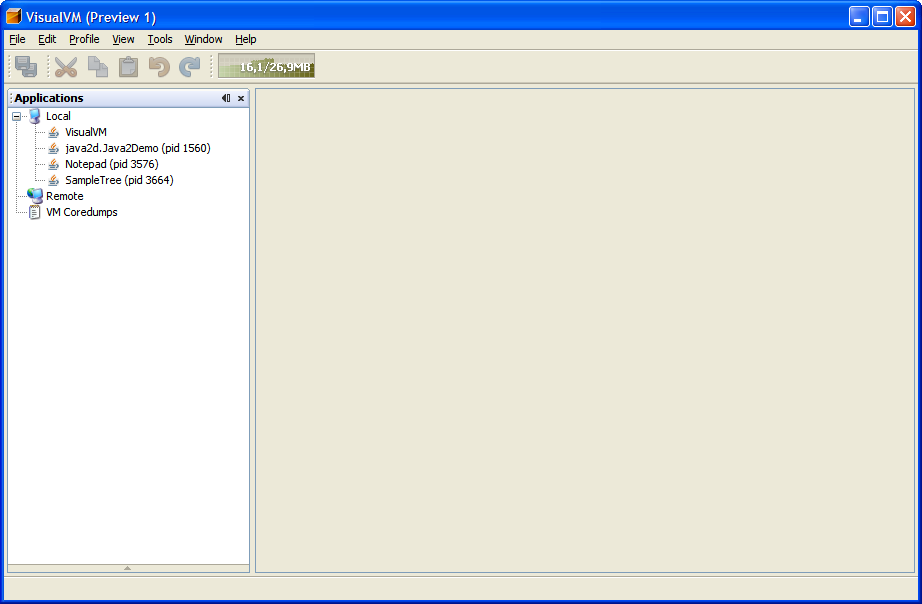 VisualVM (Preview 1)
File Edit Profile View Tools Window Help
16,1/26,9MB
Applications
Local
VisualVM
java2d.Java2Demo (pid 1560)
Notepad (pid 3576)
SampleTree (pid 3664)
Remote
VM Coredumps